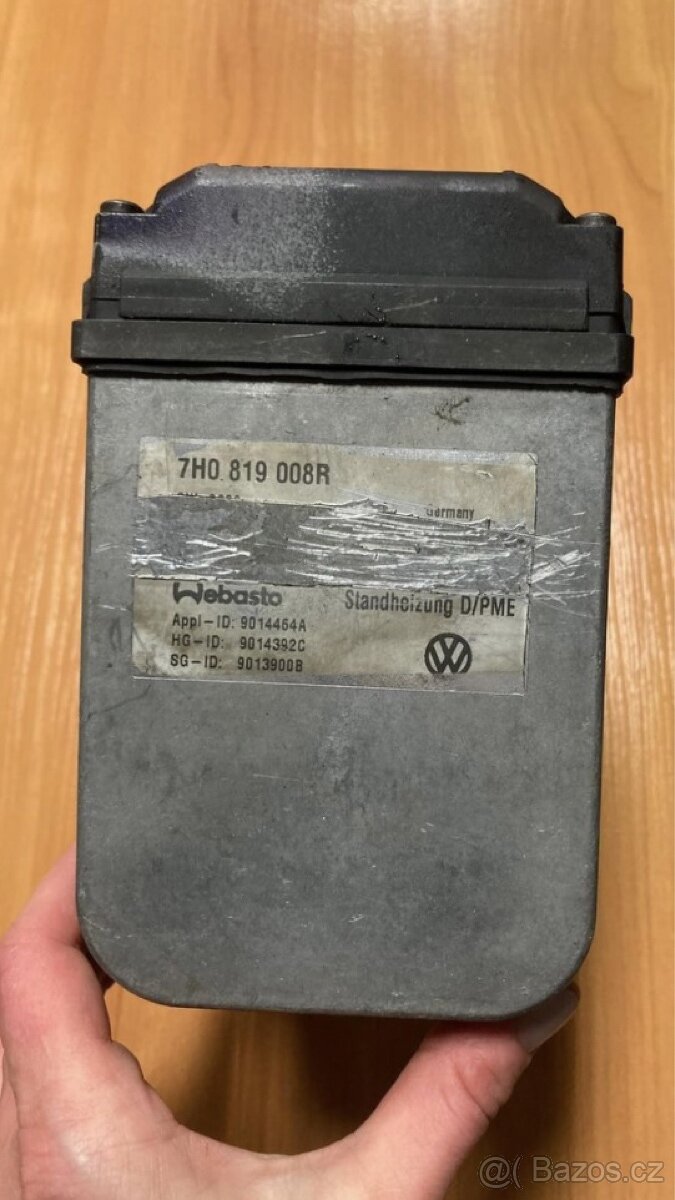 7H0 819 008R
Germany
Webasto
Standheizung D/PME
Appl-ID: 9014464A
HG-ID: 9014392C
SG-ID: 9013900B
@( Bazos.cz